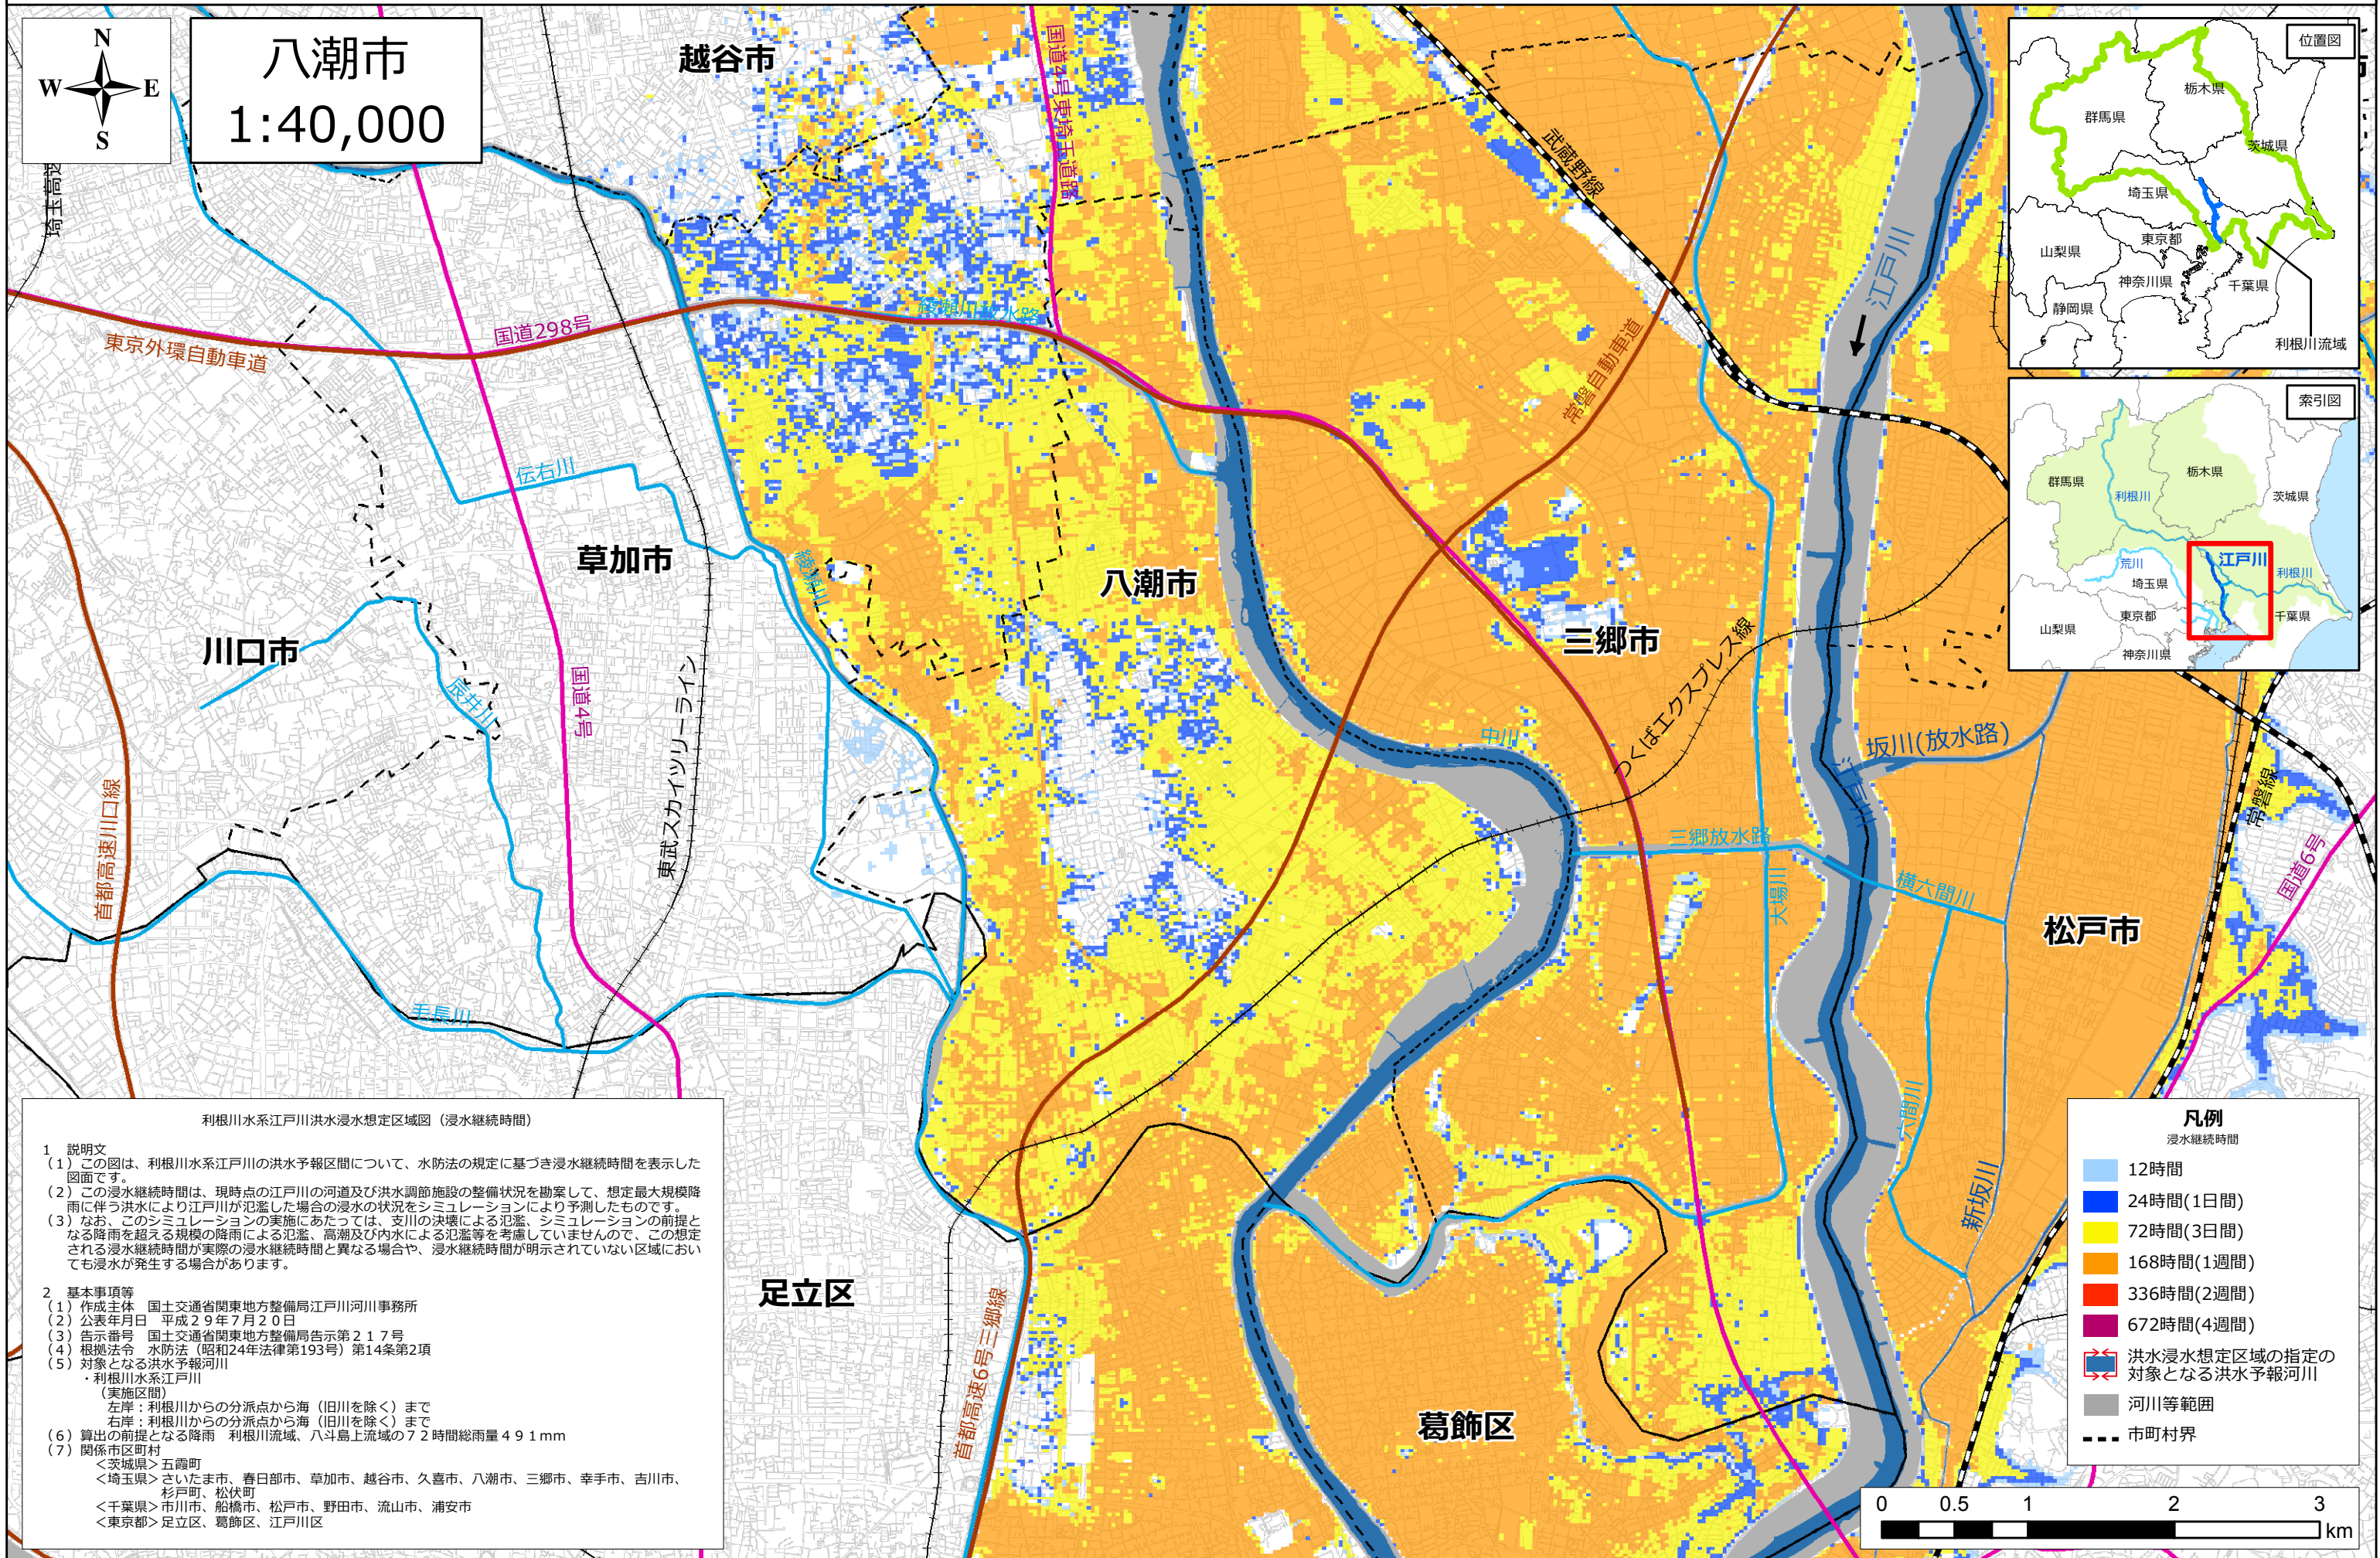 N
W E
S
八潮市
1:40,000
越谷市
国道4号東埼玉道路
武蔵野線
江戸川
埼玉高速
綾瀬川放水路
国道298号
東京外環自動車道
常磐自動車道
伝右川
草加市
綾瀬川
八潮市
三郷市
川口市
辰井川
国道4号
東武スカイツリーライン
つくばエクスプレス線
中川
坂川(放水路)
江戸川
常磐線
国道6号
首都高速川口線
三郷放水路
大場川
横六間川
松戸市
毛長川
六間川
新坂川
足立区
首都高速6号三郷線
葛飾区
位置図
群馬県
栃木県
茨城県
埼玉県
東京都
山梨県
神奈川県
千葉県
静岡県
利根川流域
索引図
群馬県
栃木県
利根川
茨城県
荒川
江戸川
利根川
埼玉県
東京都
千葉県
山梨県
神奈川県
利根川水系江戸川洪水浸水想定区域図（浸水継続時間）
1 説明文
（1）この図は、利根川水系江戸川の洪水予報区間について、水防法の規定に基づき浸水継続時間を表示した
図面です。
（2）この浸水継続時間は、現時点の江戸川の河道及び洪水調節施設の整備状況を勘案して、想定最大規模降
雨に伴う洪水により江戸川が氾濫した場合の浸水の状況をシミュレーションにより予測したものです。
（3）なお、このシミュレーションの実施にあたっては、支川の決壊による氾濫、シミュレーションの前提と
なる降雨を超える規模の降雨による氾濫、高潮及び内水による氾濫等を考慮していませんので、この想定
される浸水継続時間が実際の浸水継続時間と異なる場合や、浸水継続時間が明示されていない区域におい
ても浸水が発生する場合があります。
2 基本事項等
（1）作成主体 国土交通省関東地方整備局江戸川河川事務所
（2）公表年月日 平成２９年７月２０日
（3）告示番号 国土交通省関東地方整備局告示第２１７号
（4）根拠法令 水防法（昭和24年法律第193号）第14条第2項
（5）対象となる洪水予報河川
・利根川水系江戸川
（実施区間）
左岸：利根川からの分派点から海（旧川を除く）まで
右岸：利根川からの分派点から海（旧川を除く）まで
（6）算出の前提となる降雨 利根川流域、八斗島上流域の７２時間総雨量４９１mm
（7）関係市区町村
＜茨城県＞五霞町
＜埼玉県＞さいたま市、春日部市、草加市、越谷市、久喜市、八潮市、三郷市、幸手市、吉川市、
杉戸町、松伏町
＜千葉県＞市川市、船橋市、松戸市、野田市、流山市、浦安市
＜東京都＞足立区、葛飾区、江戸川区
凡例
浸水継続時間
12時間
24時間(1日間)
72時間(3日間)
168時間(1週間)
336時間(2週間)
672時間(4週間)
洪水浸水想定区域の指定の
対象となる洪水予報河川
河川等範囲
市町村界
0 0.5 1 2 3
km